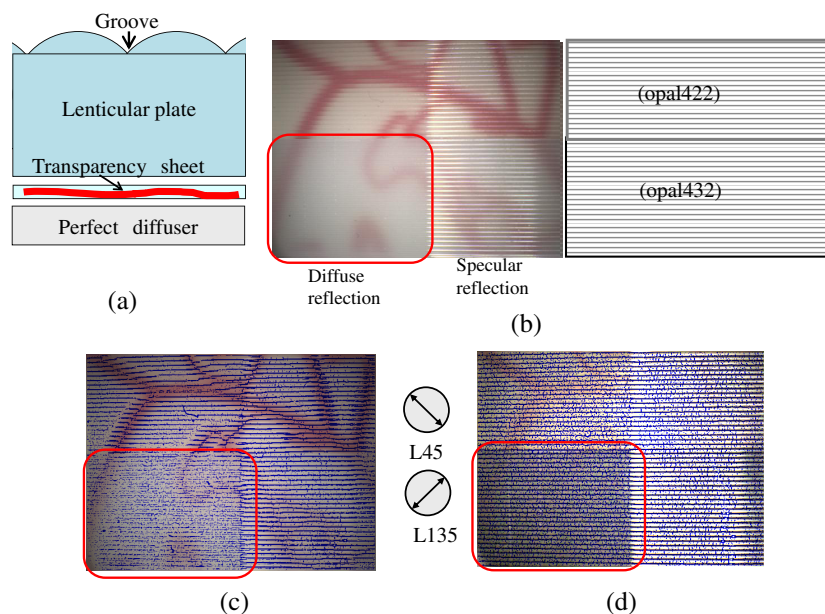 Groove
Lenticular plate
Transparency sheet
Perfect diffuser
(a)
(opal422)
(opal432)
Diffuse
reflection
Specular
reflection
(b)
L45
L135
(c)
(d)